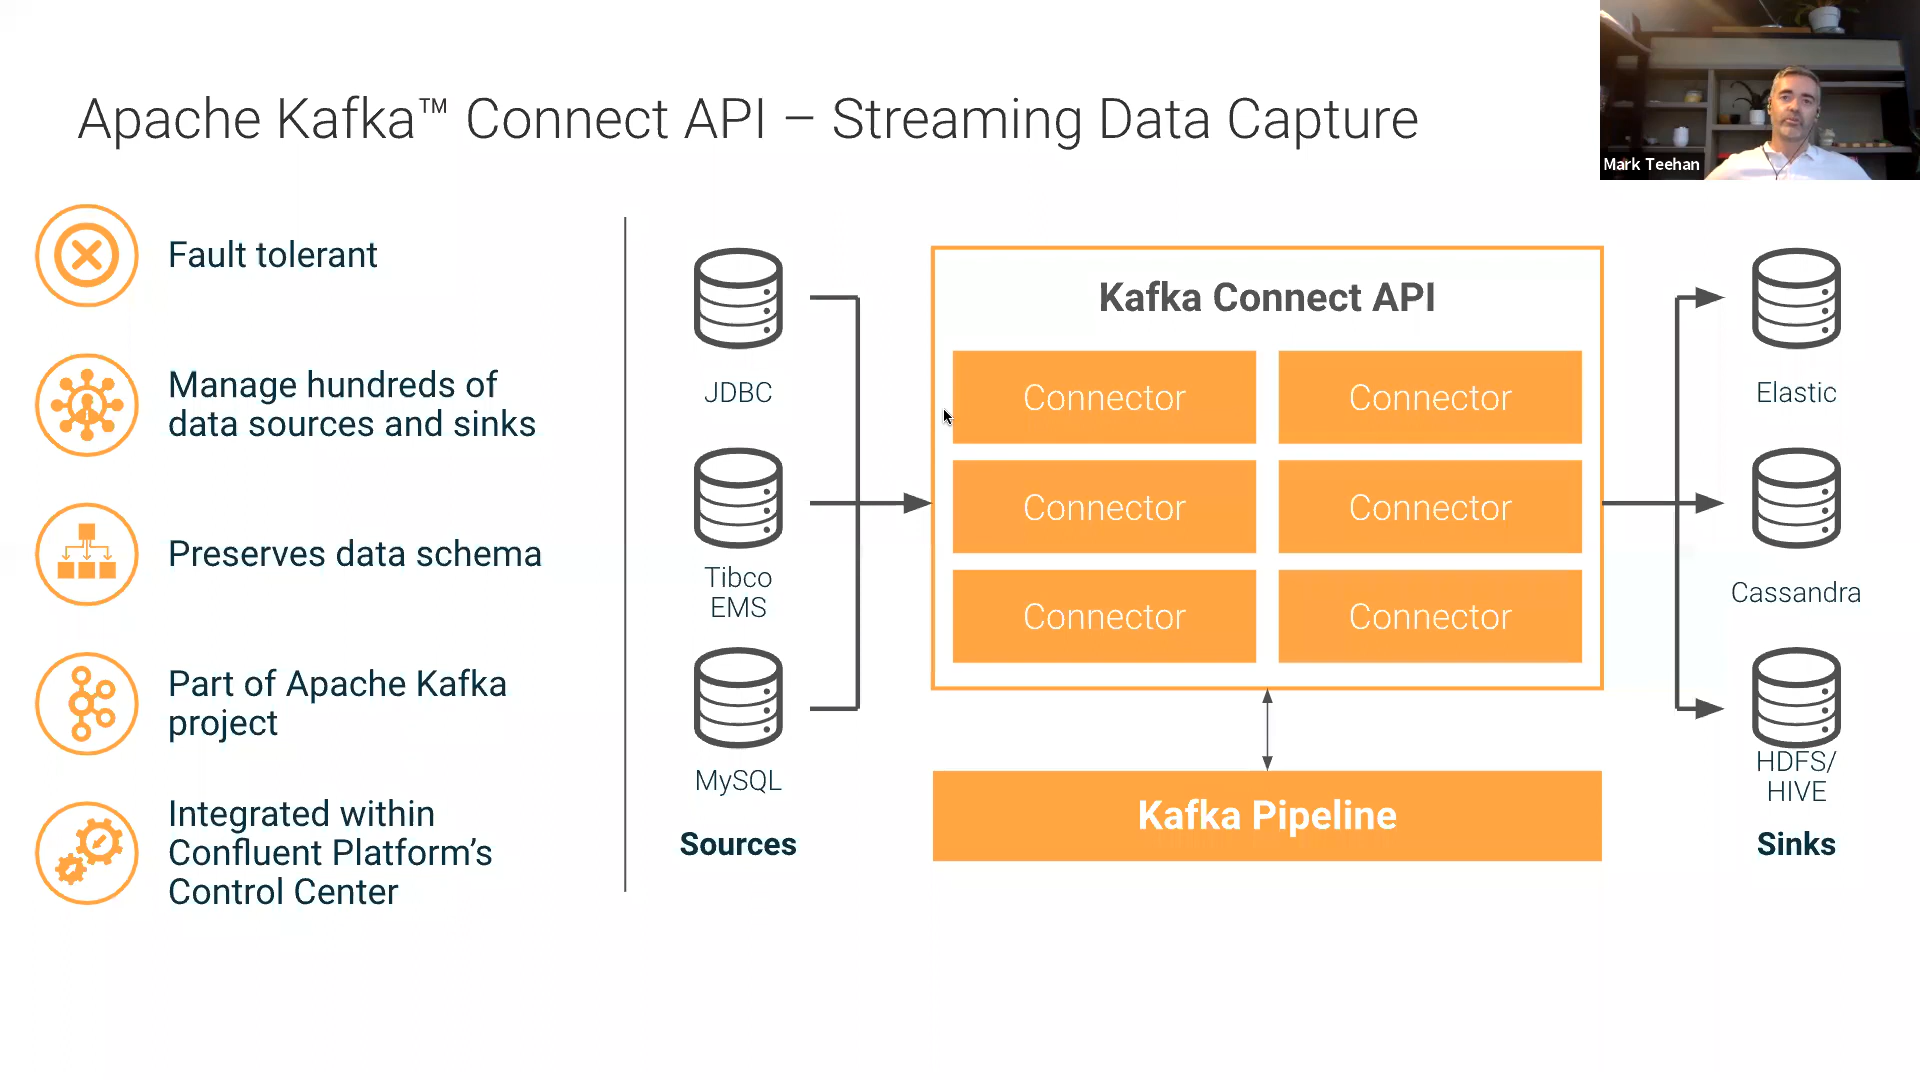 Apache Kafka™ Connect API – Streaming Data Capture
Mark Teehan
Fault tolerant
Manage hundreds of
data sources and sinks
Preserves data schema
Part of Apache Kafka
project
Integrated within
Confluent Platform’s
Control Center
JDBC
Tibco
EMS
MySQL
Sources
Kafka Connect API
Connector
Connector
Connector
Connector
Connector
Connector
Kafka Pipeline
Elastic
Cassandra
HDFS/
HIVE
Sinks